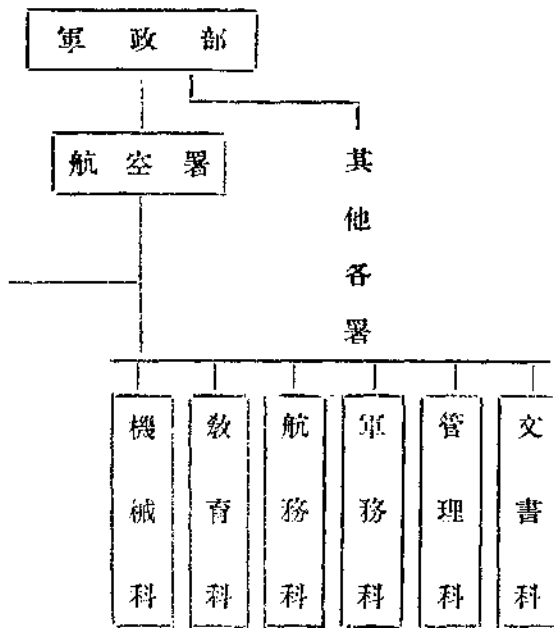 軍政部
航空署
其他各署
機械科
教育科
航務科
軍務科
管理科
文書科